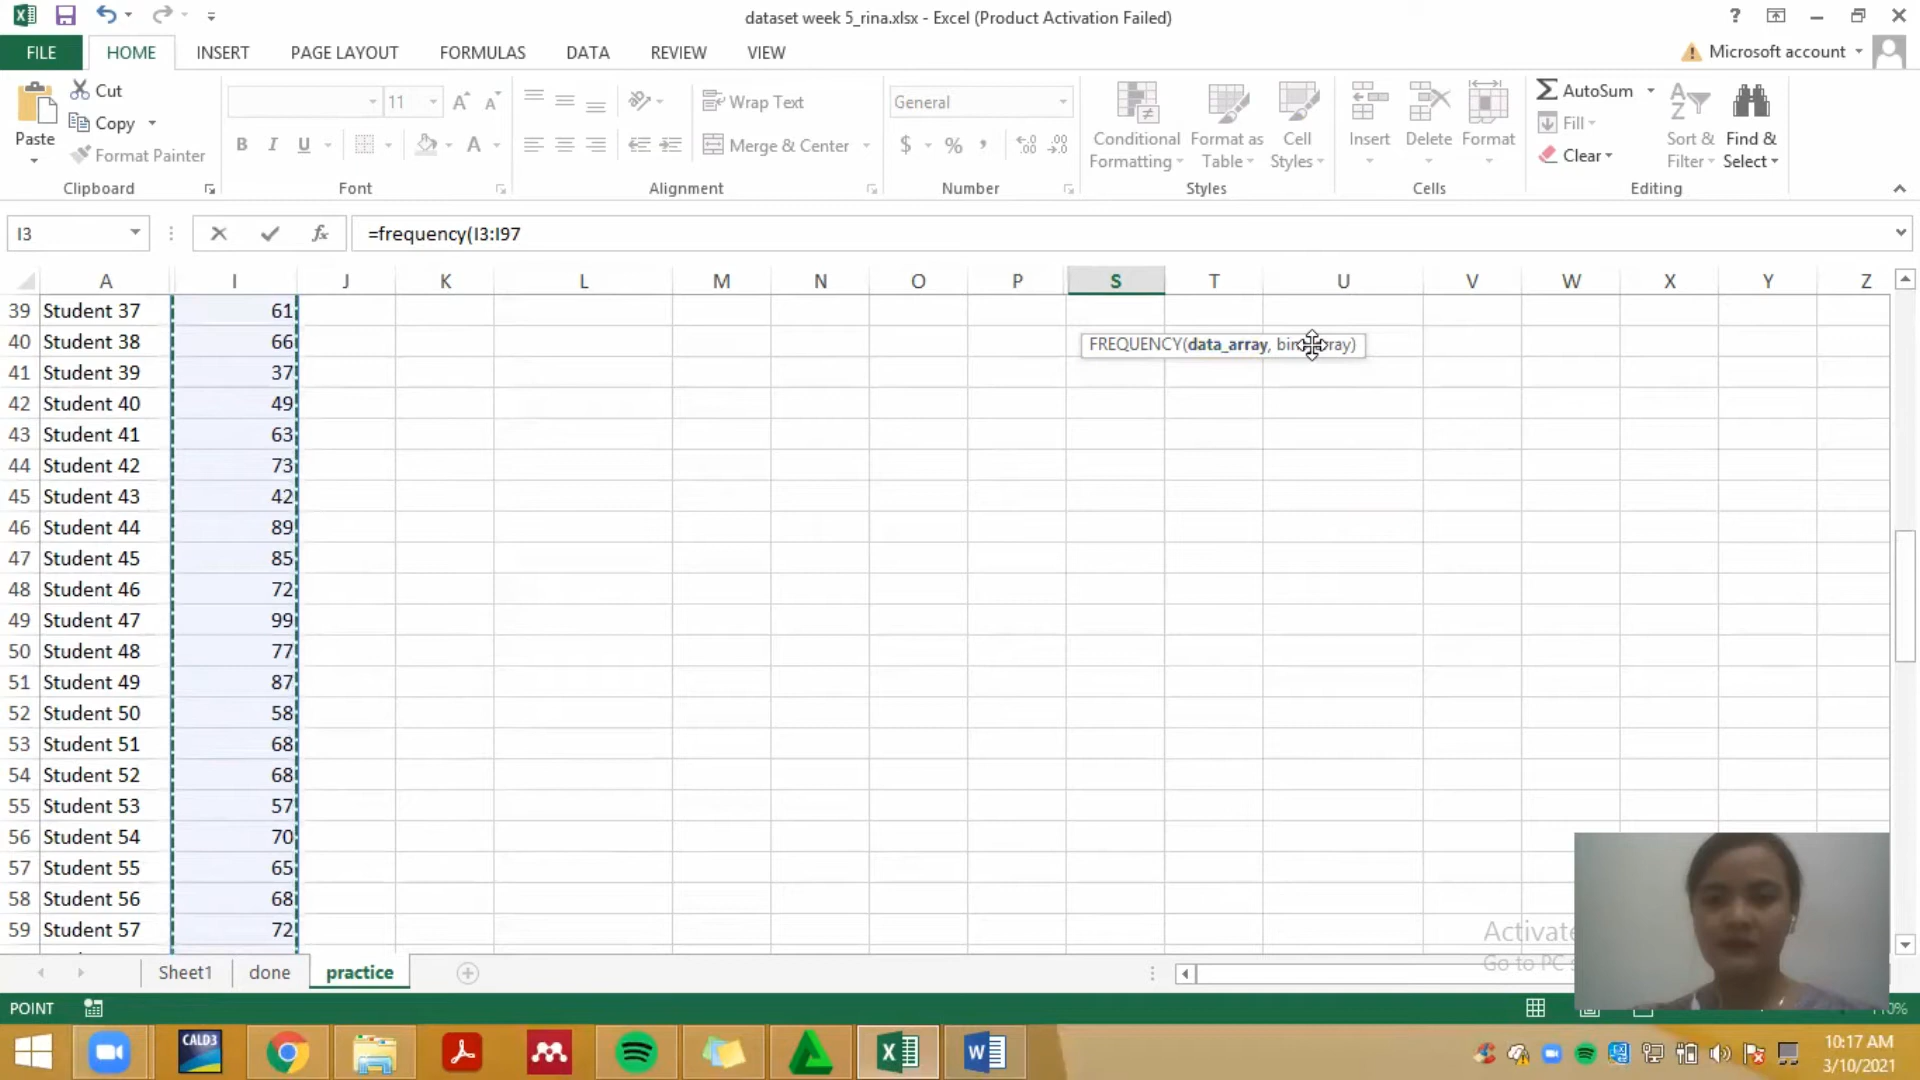 dataset week 5_rina.xlsx - Excel (Product Activation Failed)
FILE HOME INSERT PAGE LAYOUT FORMULAS DATA REVIEW VIEW Microsoft account
Paste Cut Copy Format Painter
11
Wrap Text
Merge & Center
General
$ % ,
Conditional Formatting
Format as Table
Cell Styles
Insert Delete Format
AutoSum Fill Clear
Sort & Filter
Find & Select
Clipboard Font Alignment Number Styles Cells Editing
I3 fx =frequency(I3:I97
A I J K L M N O P S T U V W X Y Z
39 Student 37 61
40 Student 38 66
FREQUENCY(data_array,
41 Student 39 37
42 Student 40 49
43 Student 41 63
44 Student 42 73
45 Student 43 42
46 Student 44 89
47 Student 45 85
48 Student 46 72
49 Student 47 99
50 Student 48 77
51 Student 49 87
52 Student 50 58
53 Student 51 68
54 Student 52 68
55 Student 53 57
56 Student 54 70
57 Student 55 65
58 Student 56 68
59 Student 57 72
Activate
Go to PC
Sheet1 done practice
POINT
CALD3
10:17 AM
3/10/2021